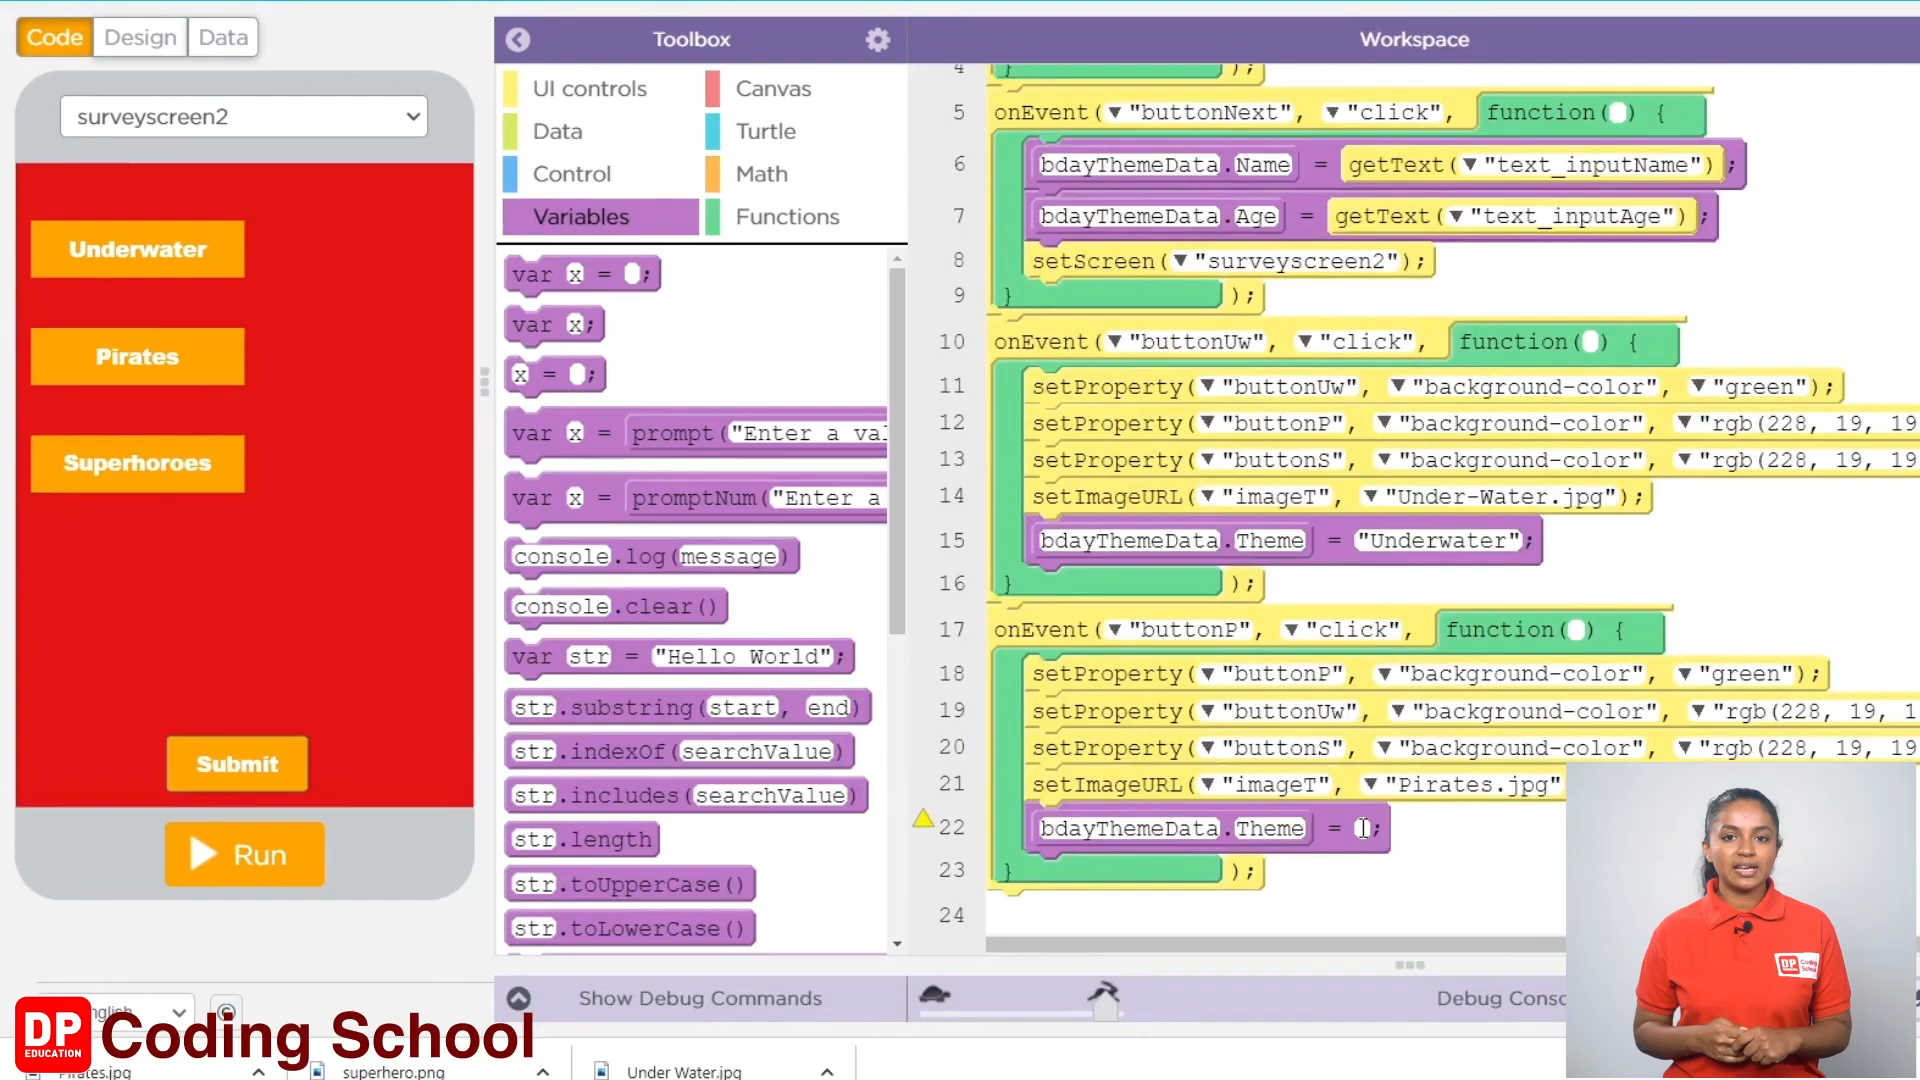 Code Design Data
surveyscreen2
Underwater
Pirates
Superhoroes
Submit
Run
Toolbox
UI controls
Canvas
Data
Turtle
Control
Math
Variables
Functions
var x = ;
var x;
x = ;
var x = prompt("Enter a val
var x = promptNum("Enter a
console.log(message)
console.clear()
var str = "Hello World";
str.substring(start, end)
str.indexOf(searchValue)
str.includes(searchValue)
str.length
str.toUpperCase()
str.toLowerCase()
Workspace
4 } );
5 onEvent( "buttonNext", "click", function( ) {
6 bdayThemeData.Name = getText( "text_inputName") ;
7 bdayThemeData.Age = getText( "text_inputAge") ;
8 setScreen( "surveyscreen2");
9 } );
10 onEvent( "buttonUw", "click", function( ) {
11 setProperty( "buttonUw", "background-color", "green");
12 setProperty( "buttonP", "background-color", "rgb(228, 19, 19
13 setProperty( "buttonS", "background-color", "rgb(228, 19, 19
14 setImageURL( "imageT", "Under-Water.jpg");
15 bdayThemeData.Theme = "Underwater";
16 } );
17 onEvent( "buttonP", "click", function( ) {
18 setProperty( "buttonP", "background-color", "green");
19 setProperty( "buttonUw", "background-color", "rgb(228, 19, 1
20 setProperty( "buttonS", "background-color", "rgb(228, 19, 19
21 setImageURL( "imageT", "Pirates.jpg"
22 bdayThemeData.Theme = ;
23 } );
24
Show Debug Commands
Debug Conso
nglish
DP
EDUCATION
Coding School
Pirates.jpg
superhero.png
Under Water.jpg
DP Coding School